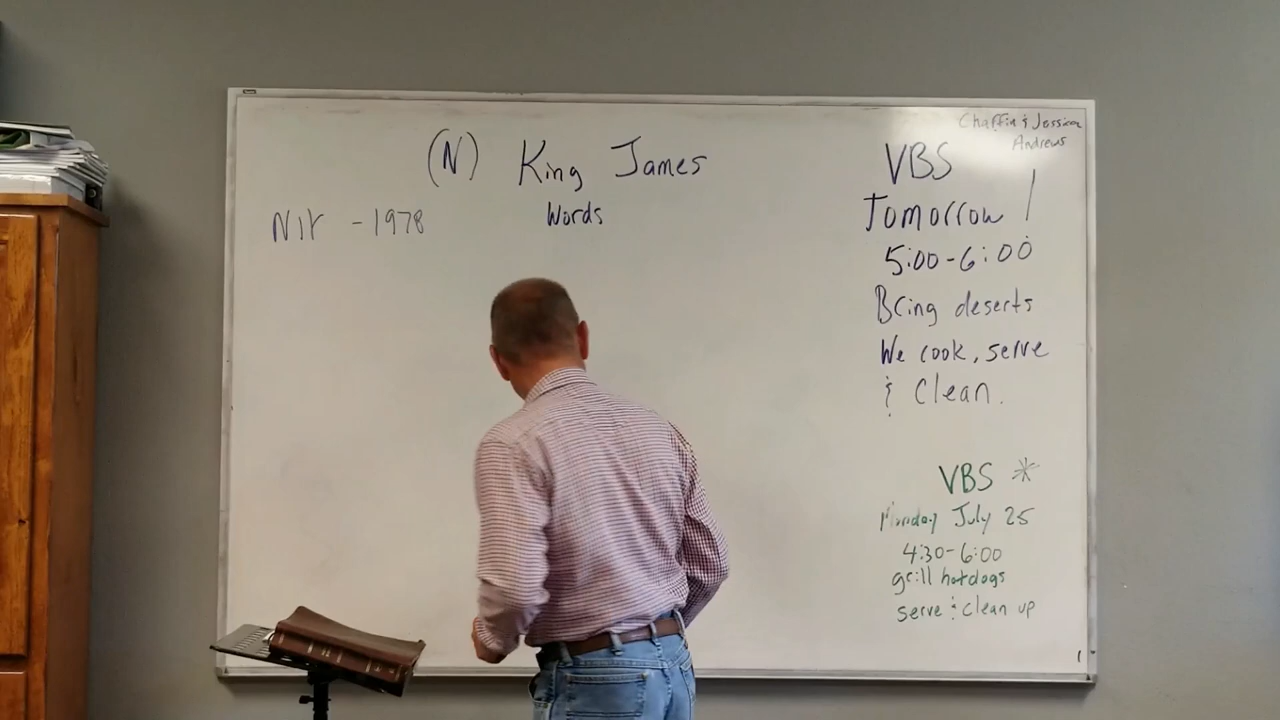 (N) King James
Words
NIV - 1978
Chaffin & Jessica
Andrews
VBS
Tomorrow !
5:00-6:00
Bring deserts
We cook, serve
& Clean.
VBS *
Monday July 25
4:30-6:00
grill hotdogs
serve & clean up